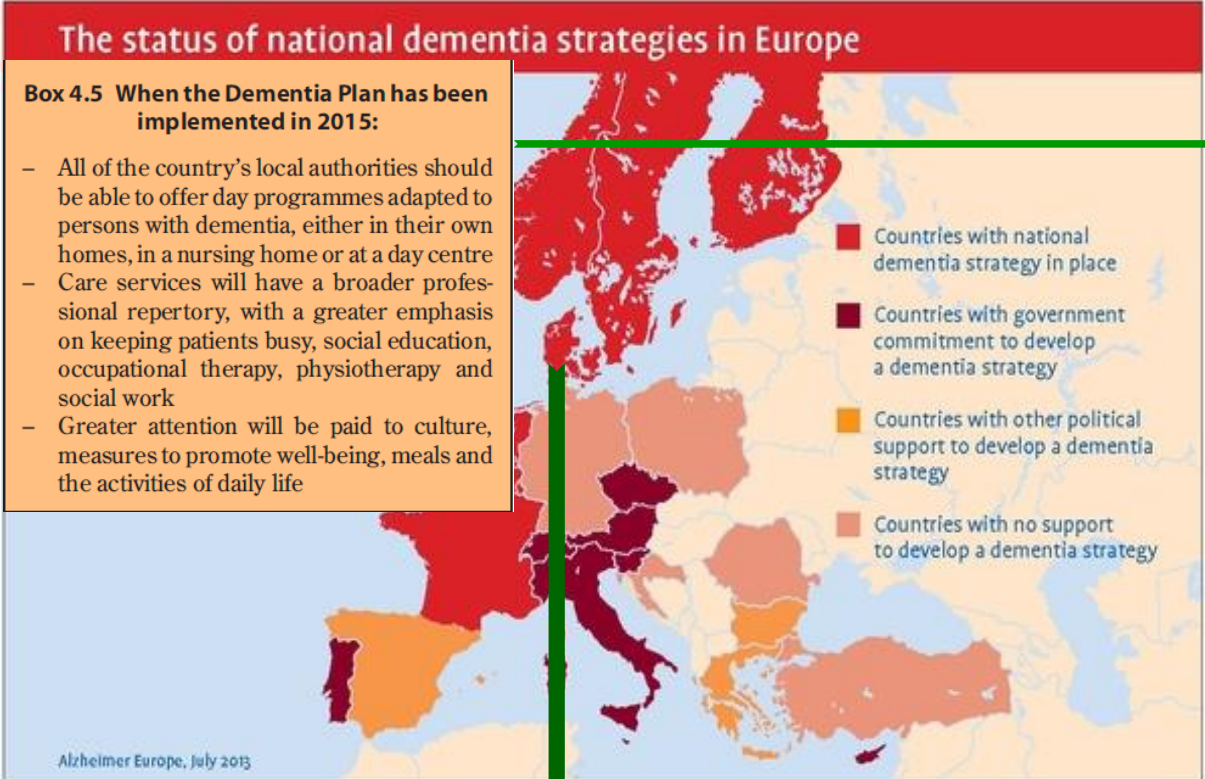 The status of national dementia strategies in Europe
Box 4.5 When the Dementia Plan has been
implemented in 2015:
– All of the country's local authorities should
be able to offer day programmes adapted to
persons with dementia, either in their own
homes, in a nursing home or at a day centre
– Care services will have a broader profes-
sional repertory, with a greater emphasis
on keeping patients busy, social education,
occupational therapy, physiotherapy and
social work
– Greater attention will be paid to culture,
measures to promote well-being, meals and
the activities of daily life
Countries with national
dementia strategy in place
Countries with government
commitment to develop
a dementia strategy
Countries with other political
support to develop a dementia
strategy
Countries with no support
to develop a dementia strategy
Alzheimer Europe, July 2013